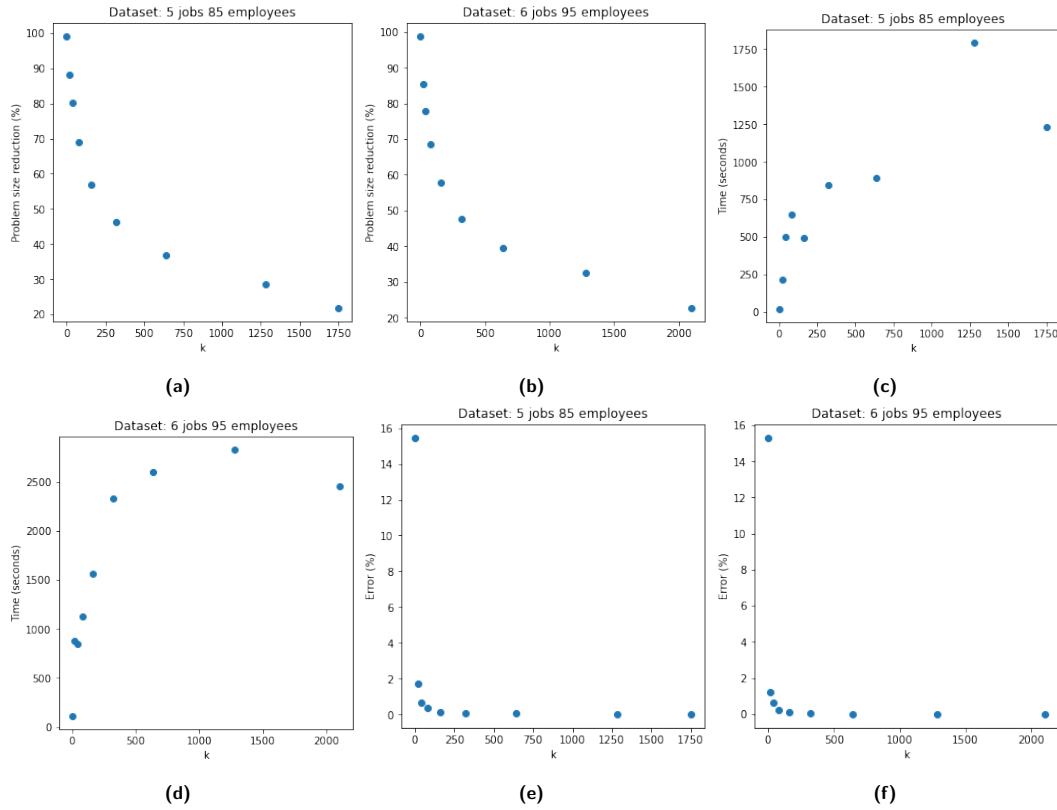 Dataset: 5 jobs 85 employees
100
90
80
70
60
50
40
30
20
Problem size reduction (%)
0 250 500 750 1000 1250 1500 1750
k
(a)
Dataset: 6 jobs 95 employees
100
90
80
70
60
50
40
30
20
Problem size reduction (%)
0 500 1000 1500 2000
k
(b)
Dataset: 5 jobs 85 employees
1750
1500
1250
1000
750
500
250
0
Time (seconds)
0 250 500 750 1000 1250 1500 1750
k
(c)
Dataset: 6 jobs 95 employees
2500
2000
1500
1000
500
0
Time (seconds)
0 500 1000 1500 2000
k
(d)
Dataset: 5 jobs 85 employees
16
14
12
10
8
6
4
2
0
Error (%)
0 250 500 750 1000 1250 1500 1750
k
(e)
Dataset: 6 jobs 95 employees
16
14
12
10
8
6
4
2
0
Error (%)
0 500 1000 1500 2000
k
(f)